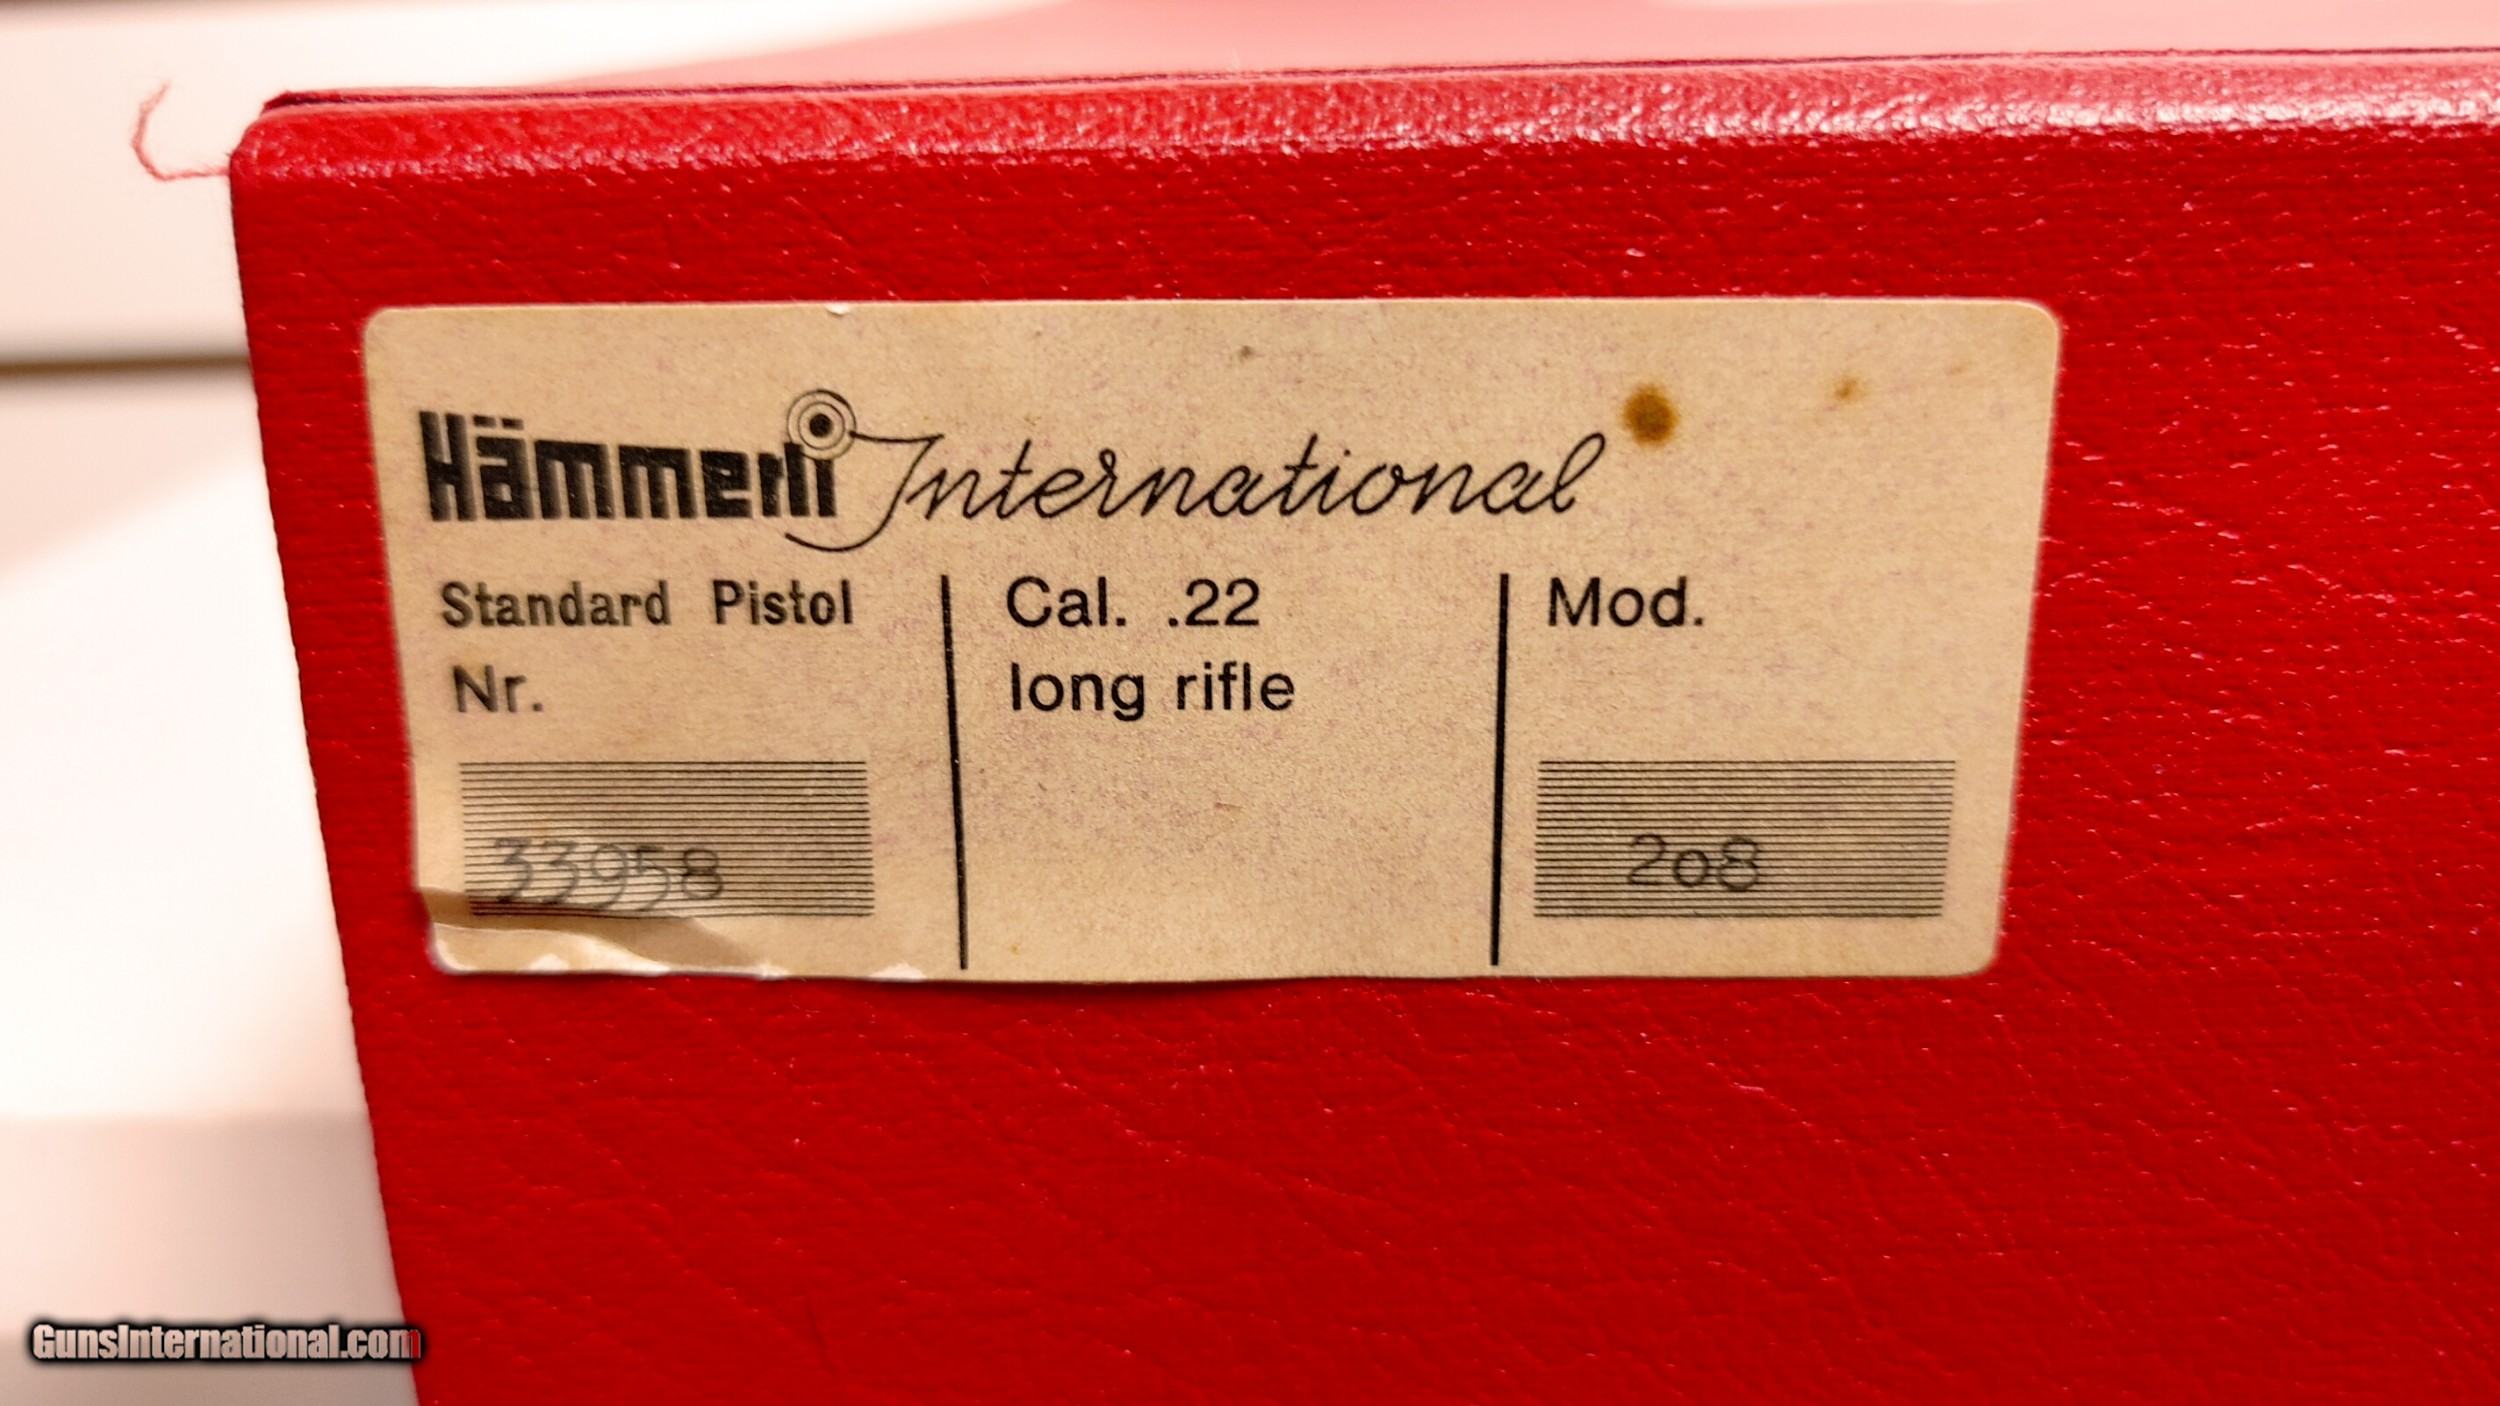 Hämmerli International
Standard Pistol
Nr.
33958
Cal. .22
long rifle
Mod.
208
GunsInternational.com